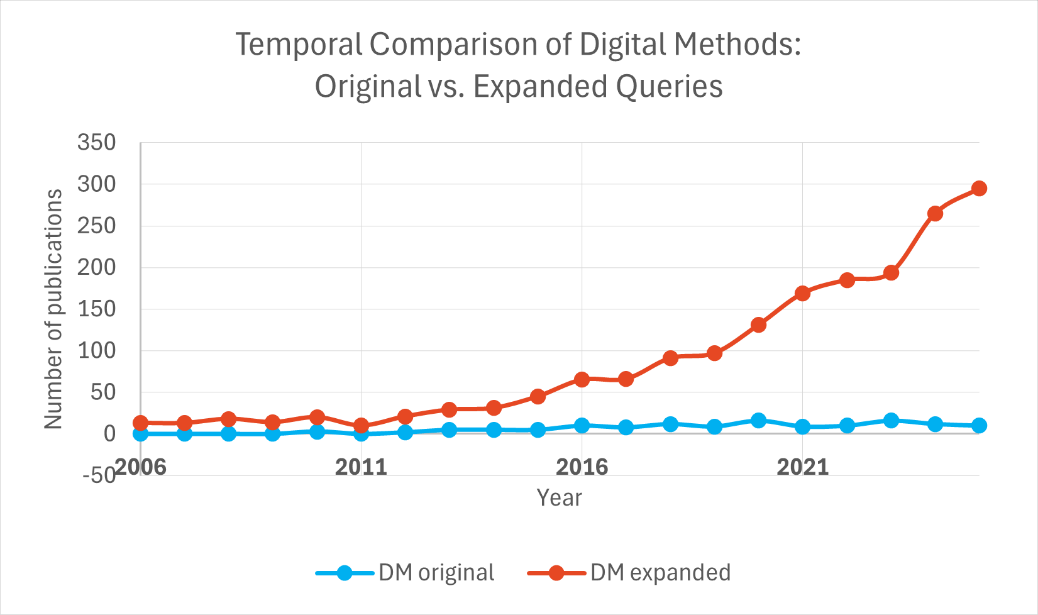 Temporal Comparison of Digital Methods:
Original vs. Expanded Queries
350
300
250
200
150
100
50
0
-50
Number of publications
2006 2011 2016 2021
Year
DM original DM expanded